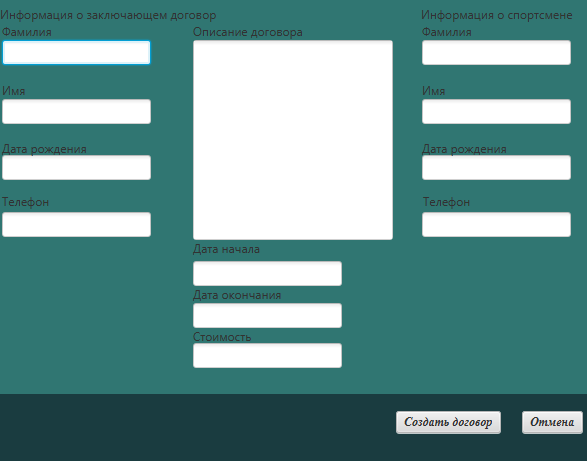 Информация о заключающем договор
Фамилия
Имя
Дата рождения
Телефон
Описание договора
Дата начала
Дата окончания
Стоимость
Информация о спортсмене
Фамилия
Имя
Дата рождения
Телефон
Создать договор
Отмена